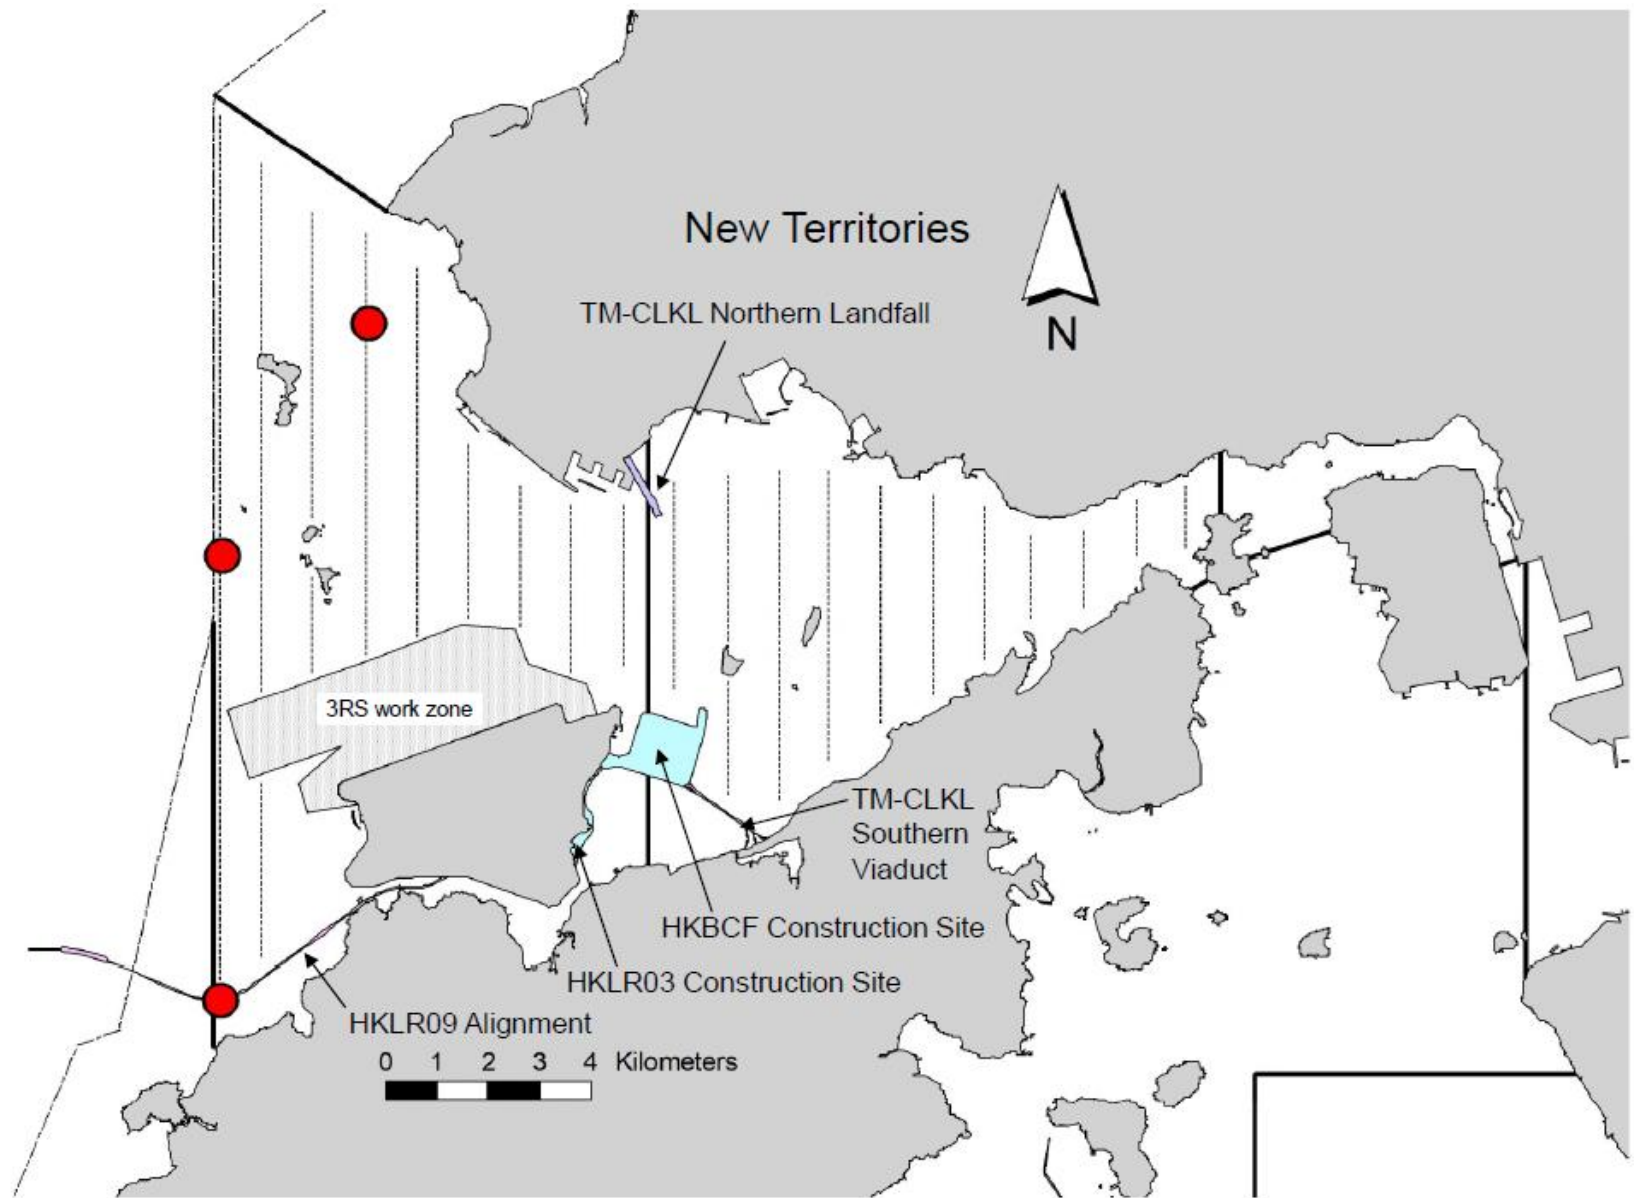 New Territories
TM-CLKL Northern Landfall
N
3RS work zone
TM-CLKL
Southern
Viaduct
HKBCF Construction Site
HKLR03 Construction Site
HKLR09 Alignment
0 1 2 3 4 Kilometers